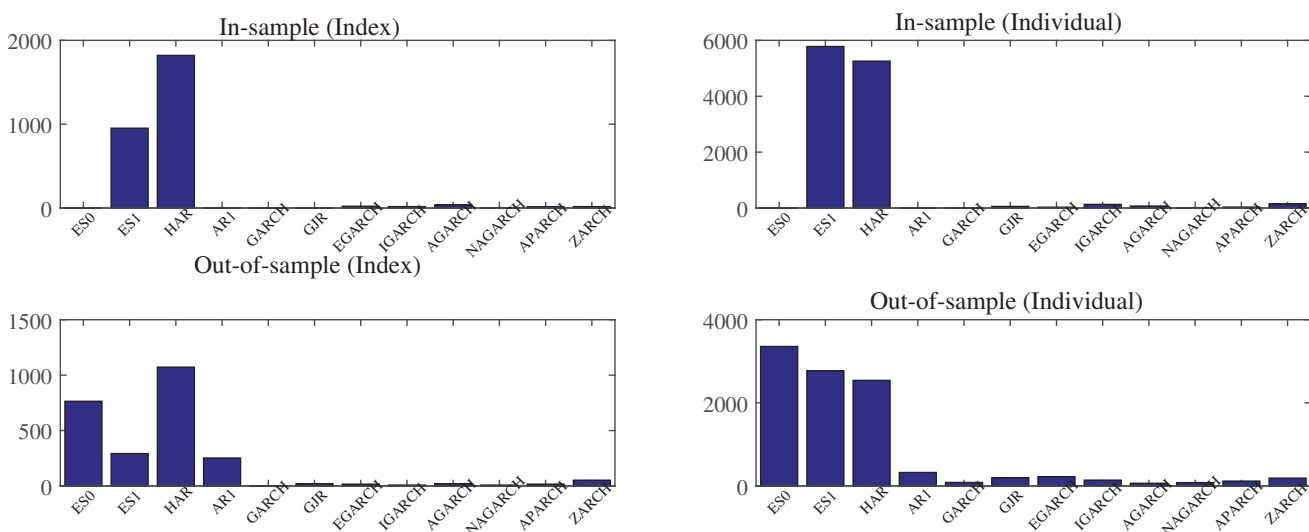 In-sample (Index)
2000
1000
0
ES0 ES1 HAR AR1 GARCH GJR EGARCH IGARCH AGARCH NAGARCH APARCH ZARCH
In-sample (Individual)
6000
4000
2000
0
ES0 ES1 HAR AR1 GARCH GJR EGARCH IGARCH AGARCH NAGARCH APARCH ZARCH
Out-of-sample (Index)
1500
1000
500
0
ES0 ES1 HAR AR1 GARCH GJR EGARCH IGARCH AGARCH NAGARCH APARCH ZARCH
Out-of-sample (Individual)
4000
2000
0
ES0 ES1 HAR AR1 GARCH GJR EGARCH IGARCH AGARCH NAGARCH APARCH ZARCH